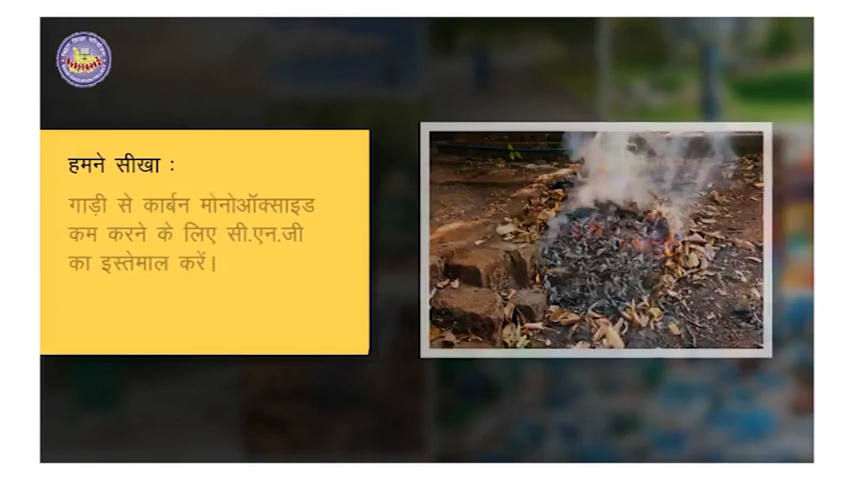 हमने सीखा :
गाड़ी से कार्बन मोनोऑक्साइड
कम करने के लिए सी.एन.जी
का इस्तेमाल करें।